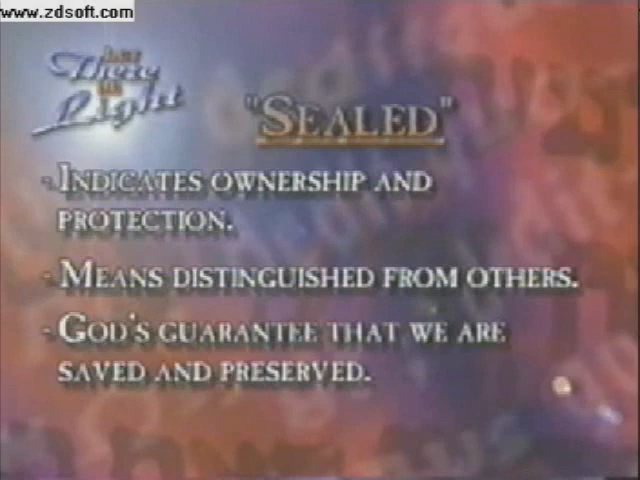 www.zdsoft.com
Let
There
Be
Light
"Sealed"
- Indicates ownership and
protection.
- Means distinguished from others.
- God's guarantee that we are
saved and preserved.